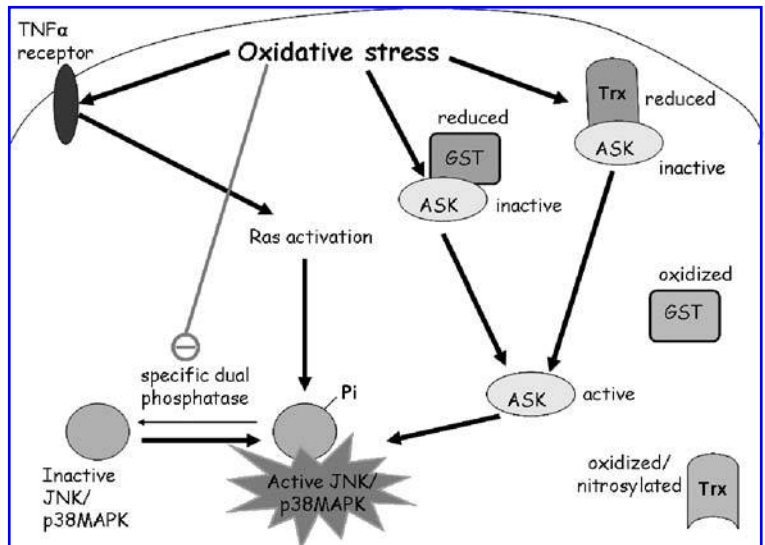 TNFα
receptor
Oxidative stress
Trx
reduced
ASK
inactive
reduced
GST
ASK
inactive
Ras activation
oxidized
GST
specific dual
phosphatase
Pi
ASK
active
Inactive
JNK/
p38MAPK
Active JNK/
p38MAPK
oxidized/
nitrosylated
Trx